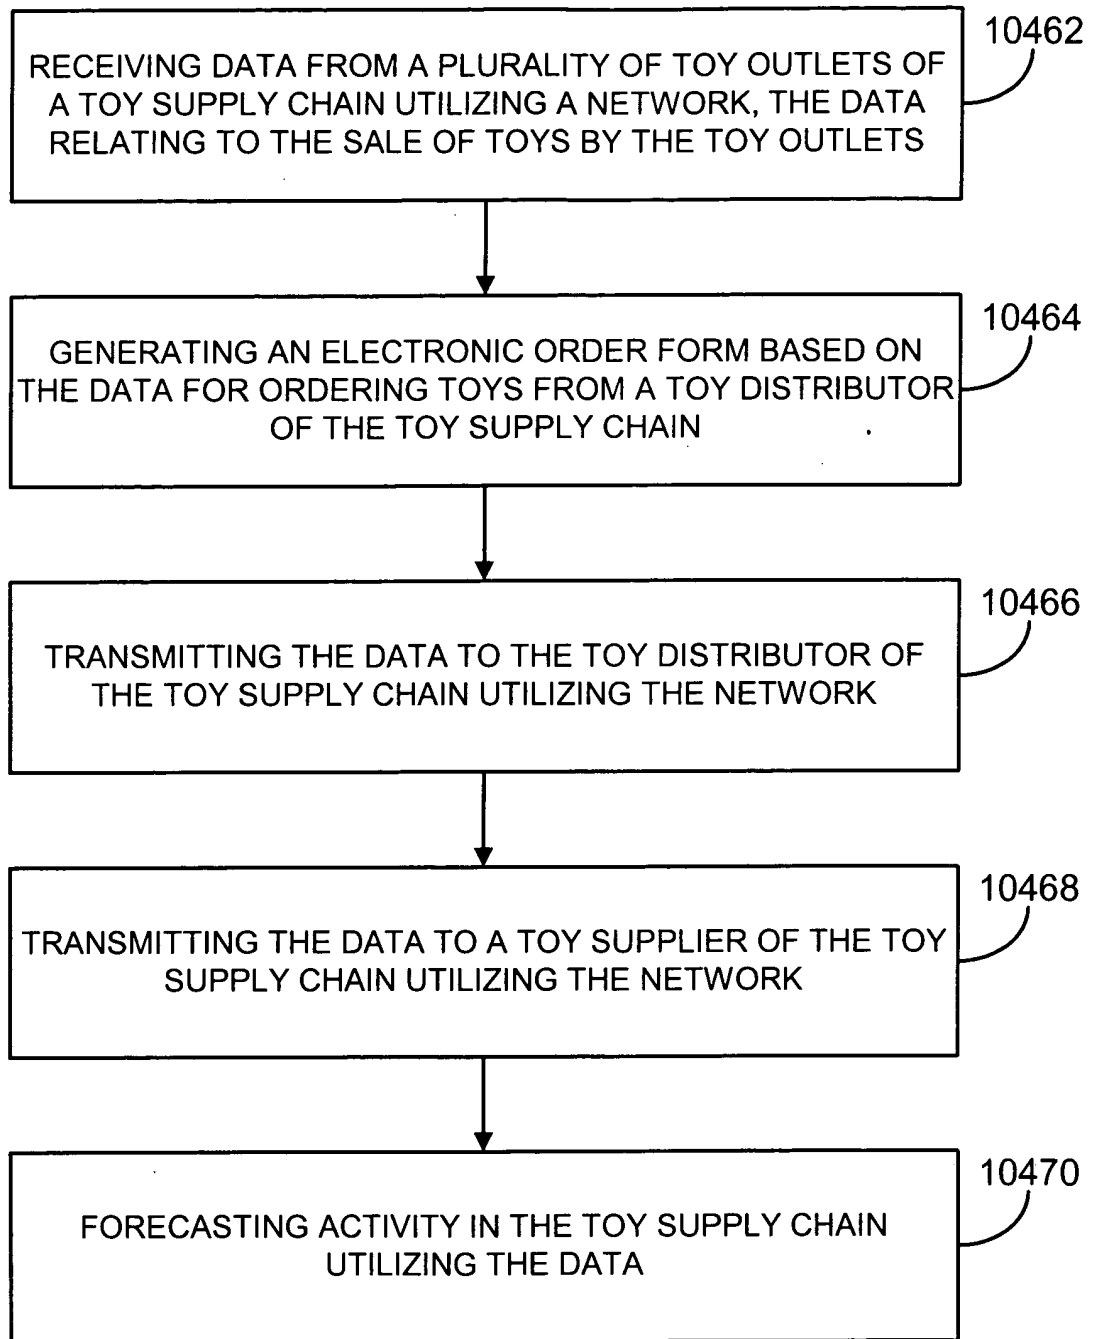 10462
RECEIVING DATA FROM A PLURALITY OF TOY OUTLETS OF
A TOY SUPPLY CHAIN UTILIZING A NETWORK, THE DATA
RELATING TO THE SALE OF TOYS BY THE TOY OUTLETS
10464
GENERATING AN ELECTRONIC ORDER FORM BASED ON
THE DATA FOR ORDERING TOYS FROM A TOY DISTRIBUTOR
OF THE TOY SUPPLY CHAIN
10466
TRANSMITTING THE DATA TO THE TOY DISTRIBUTOR OF
THE TOY SUPPLY CHAIN UTILIZING THE NETWORK
10468
TRANSMITTING THE DATA TO A TOY SUPPLIER OF THE TOY
SUPPLY CHAIN UTILIZING THE NETWORK
10470
FORECASTING ACTIVITY IN THE TOY SUPPLY CHAIN
UTILIZING THE DATA